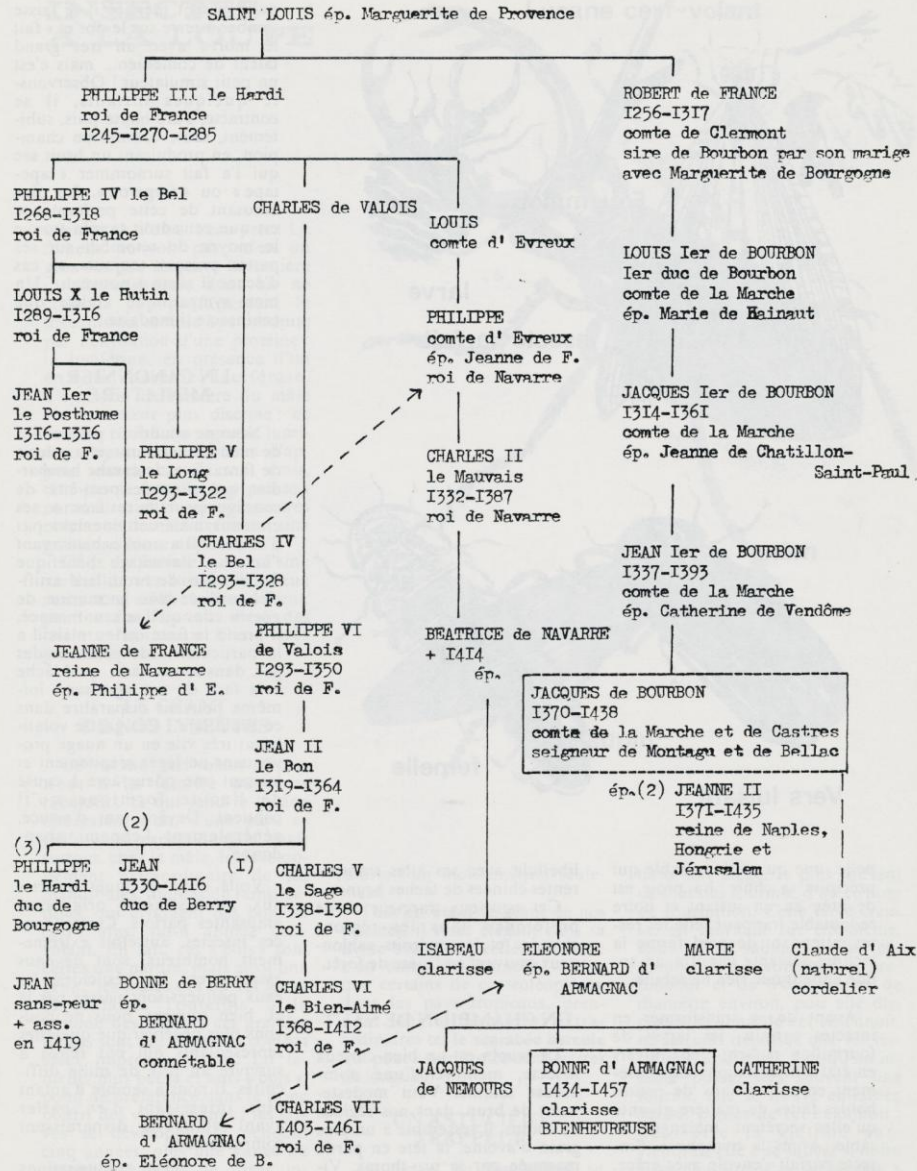 SAINT LOUIS ép. Marguerite de Provence
PHILIPPE III le Hardi
roi de France
I245-I270-I285
ROBERT de FRANCE
I256-I3I7
comte de Clermont
sire de Bourbon par son marige
avec Marguerite de Bourgogne
PHILIPPE IV le Bel
I268-I3I8
roi de France
CHARLES de VALOIS
LOUIS
comte d' Evreux
LOUIS Ier de BOURBON
Ier duc de Bourbon
comte de la Marche
ép. Marie de Hainaut
LOUIS X le Hutin
I289-I3I6
roi de France
PHILIPPE
comte d' Evreux
ép. Jeanne de F.
roi de Navarre
JEAN Ier
le Posthume
I3I6-I3I6
roi de F.
JACQUES Ier de BOURBON
I3I4-I36I
comte de la Marche
ép. Jeanne de Chatillon-
Saint-Paul
PHILIPPE V
le Long
I293-I322
roi de F.
CHARLES II
le Mauvais
I332-I387
roi de Navarre
CHARLES IV
le Bel
I293-I328
roi de F.
JEAN Ier de BOURBON
I337-I393
comte de la Marche
ép. Catherine de Vendôme
JEANNE de FRANCE
reine de Navarre
ép. Philippe d' E.
PHILIPPE VI
de Valois
I293-I350
roi de F.
BEATRICE de NAVARRE
+ I4I4
ép.
JACQUES de BOURBON
I370-I438
comte de la Marche et de Castres
seigneur de Montagu et de Bellac
JEAN II
le Bon
I3I9-I364
roi de F.
ép.(2) JEANNE II
I37I-I435
reine de Naples,
Hongrie et
Jérusalem
(2)
(3)
(I)
PHILIPPE
le Hardi
duc de
Bourgogne
JEAN
I330-I4I6
duc de Berry
CHARLES V
le Sage
I338-I380
roi de F.
ISABEAU
clarisse
ELEONORE
ép. BERNARD d'
ARMAGNAC
MARIE
clarisse
Claude d' Aix
(naturel)
cordelier
JEAN
sans-peur
+ ass.
en I4I9
BONNE de BERRY
ép.
BERNARD
d' ARMAGNAC
connétable
CHARLES VI
le Bien-Aimé
I368-I4I2
roi de F.
JACQUES
de NEMOURS
BONNE d' ARMAGNAC
I434-I457
clarisse
BIENHEUREUSE
CATHERINE
clarisse
BERNARD
d' ARMAGNAC
ép. Eléonore de B.
CHARLES VII
I403-I46I
roi de F.